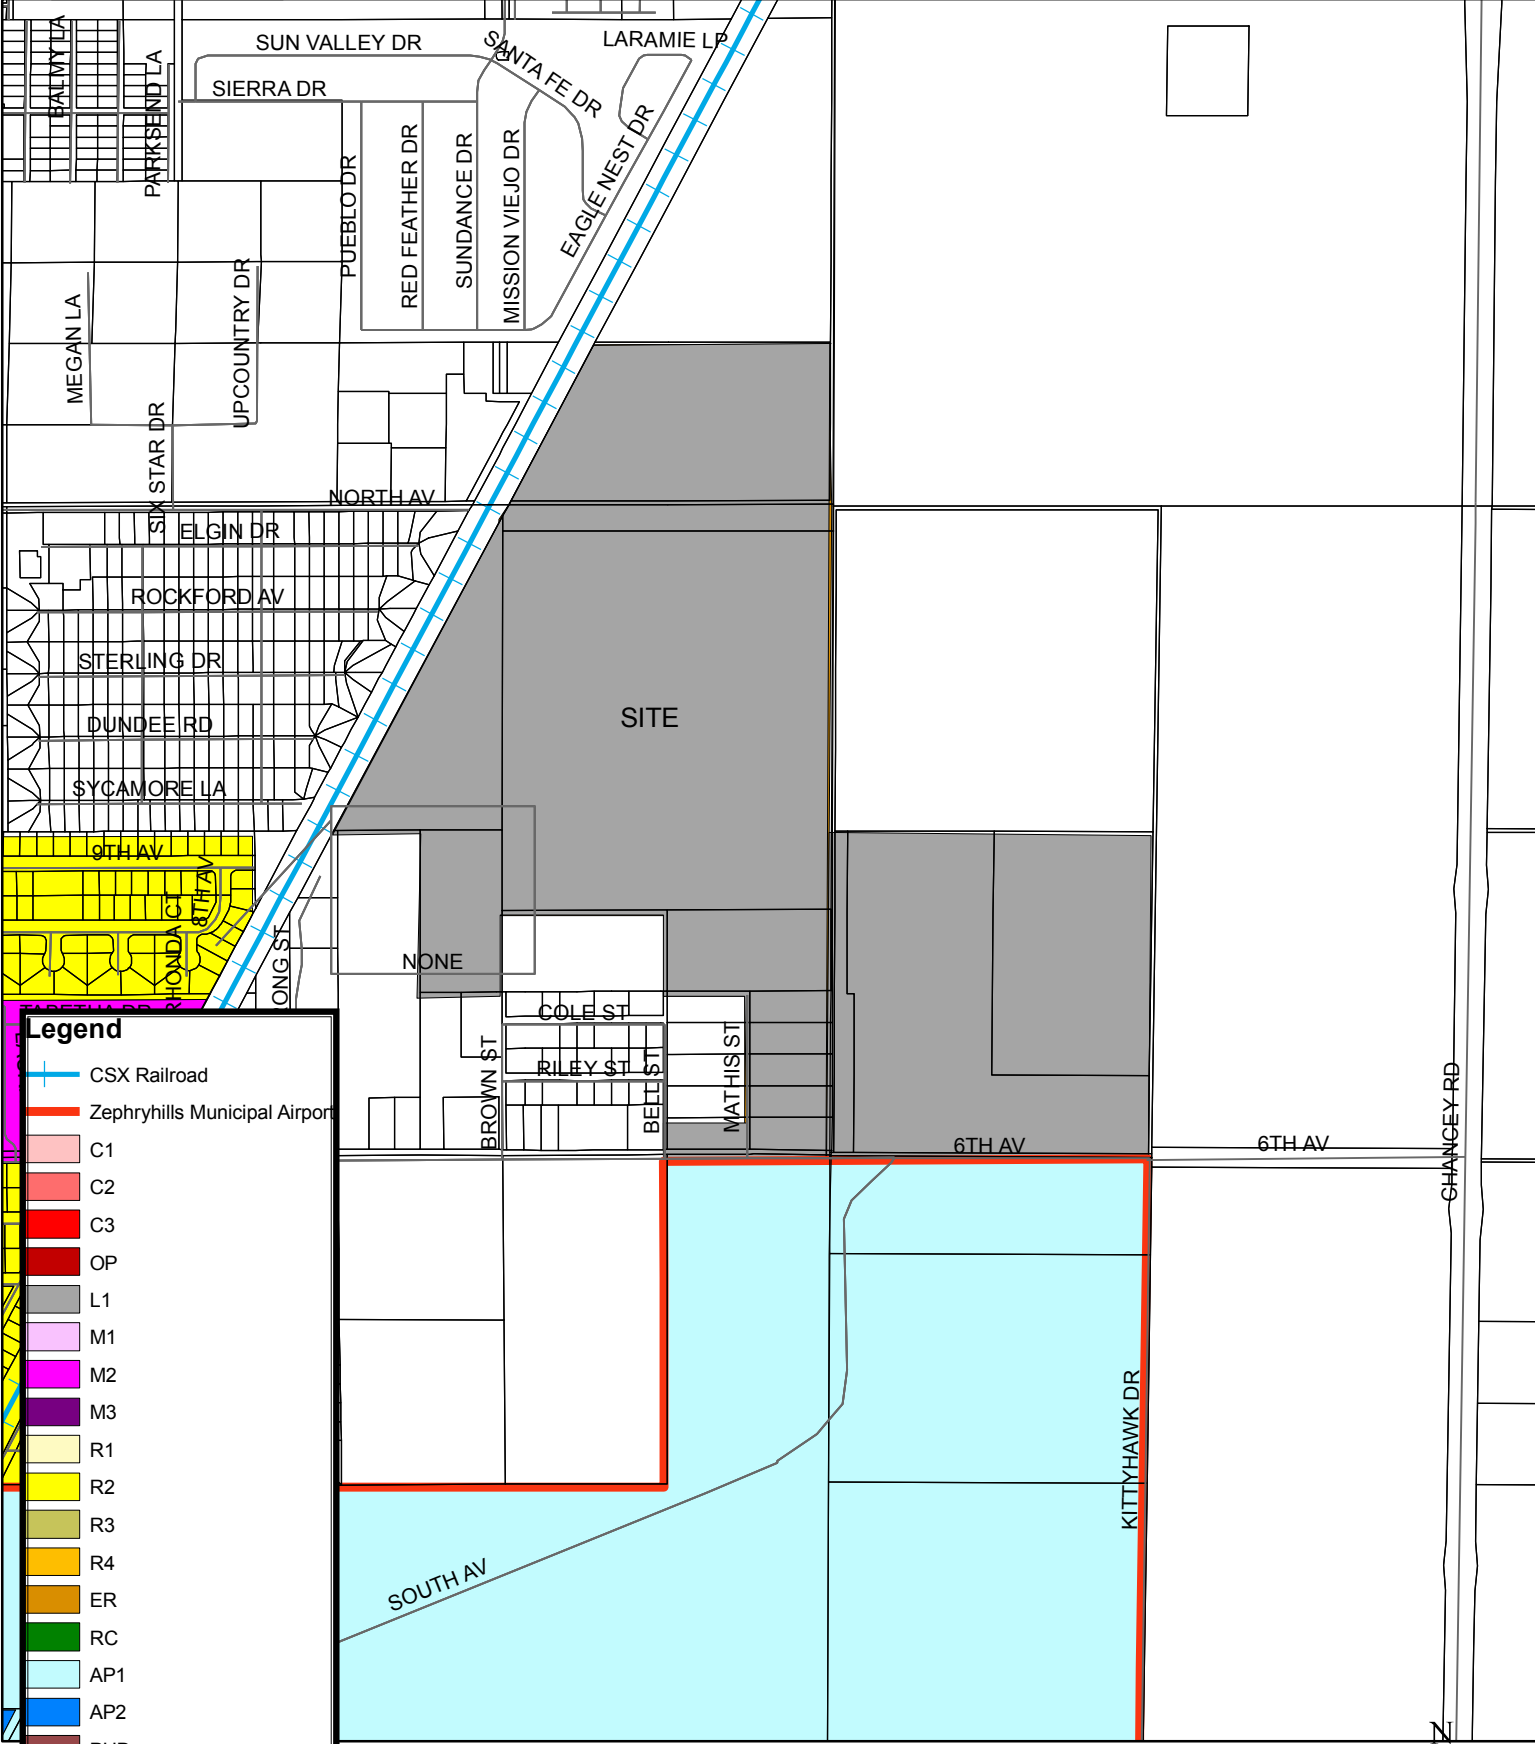 BALMY LA
PARKSEND LA
SUN VALLEY DR
SANTA FE DR
LARAMIE LP
SIERRA DR
PUEBLO DR
RED FEATHER DR
SUNDANCE DR
MISSION VIEJO DR
EAGLE NEST DR
MEGAN LA
UPCOUNTRY DR
SIX STAR DR
NORTH AV
ELGIN DR
ROCKFORD AV
STERLING DR
DUNDEE RD
SYCAMORE LA
SITE
9TH AV
8TH AV
RHONDA CT
ONG ST
NONE
COLE ST
RILEY ST
BROWN ST
BELL ST
MATHIS ST
6TH AV
6TH AV
CHANCEY RD
KITTYHAWK DR
SOUTH AV
Legend
CSX Railroad
Zephryhills Municipal Airport
C1
C2
C3
OP
L1
M1
M2
M3
R1
R2
R3
R4
ER
RC
AP1
AP2
N